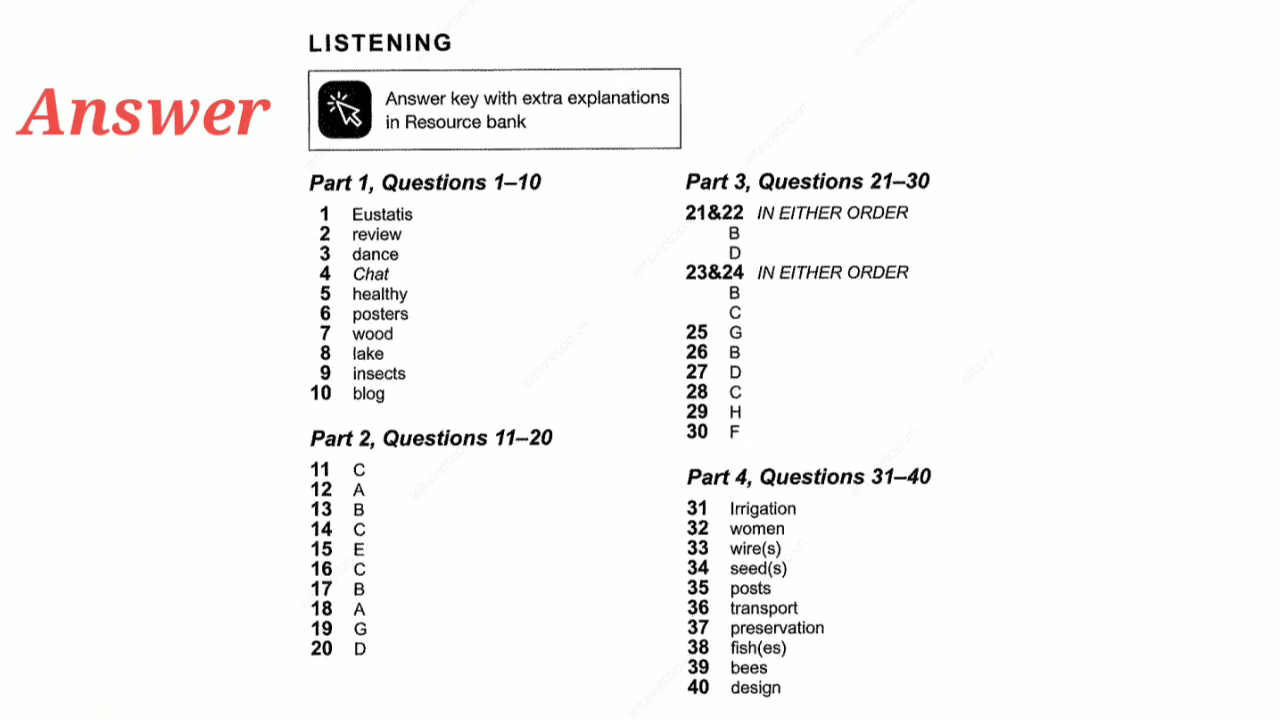 LISTENING
Answer
Answer key with extra explanations
in Resource bank
Part 1, Questions 1–10
1 Eustatis
2 review
3 dance
4 Chat
5 healthy
6 posters
7 wood
8 lake
9 insects
10 blog
Part 2, Questions 11–20
11 C
12 A
13 B
14 C
15 E
16 C
17 B
18 A
19 G
20 D
Part 3, Questions 21–30
21&22 IN EITHER ORDER
B
D
23&24 IN EITHER ORDER
B
C
25 G
26 B
27 D
28 C
29 H
30 F
Part 4, Questions 31–40
31 Irrigation
32 women
33 wire(s)
34 seed(s)
35 posts
36 transport
37 preservation
38 fish(es)
39 bees
40 design